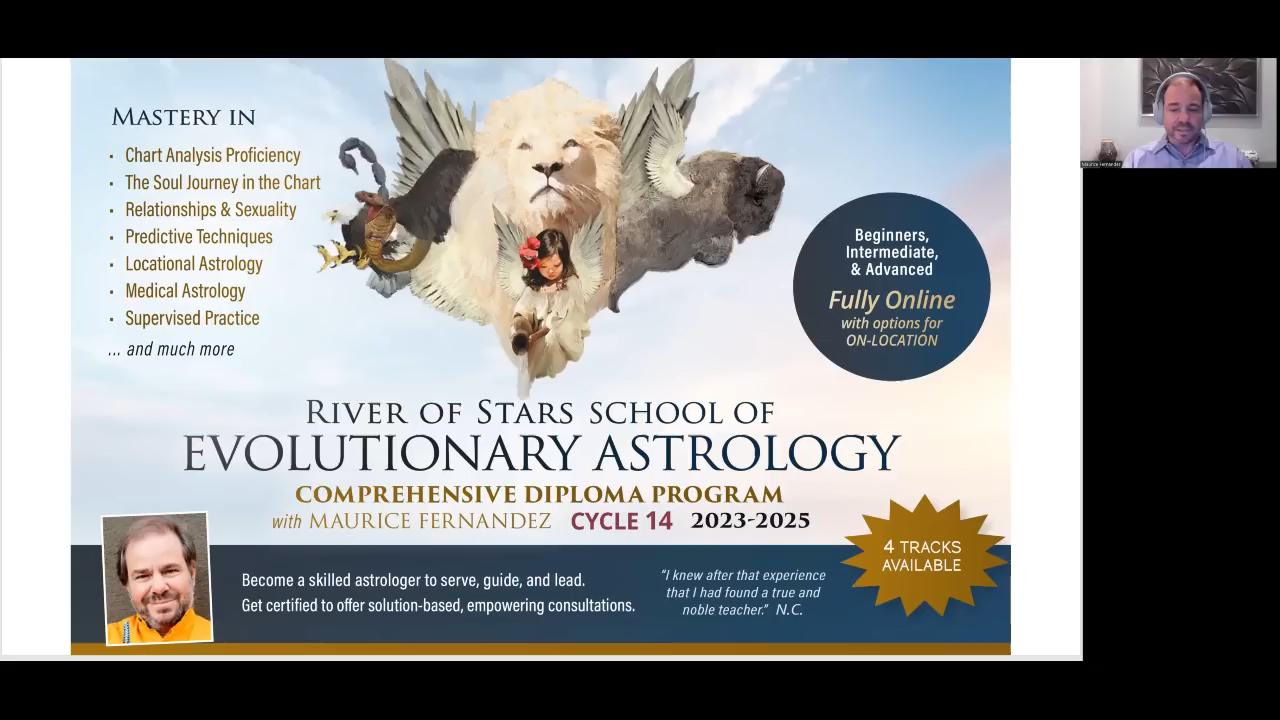 MASTERY IN
• Chart Analysis Proficiency
• The Soul Journey in the Chart
• Relationships & Sexuality
• Predictive Techniques
• Locational Astrology
• Medical Astrology
• Supervised Practice
... and much more
Beginners,
Intermediate,
& Advanced
Fully Online
with options for
ON-LOCATION
RIVER OF STARS SCHOOL OF
EVOLUTIONARY ASTROLOGY
COMPREHENSIVE DIPLOMA PROGRAM
with MAURICE FERNANDEZ CYCLE 14 2023-2025
4 TRACKS
AVAILABLE
Become a skilled astrologer to serve, guide, and lead.
Get certified to offer solution-based, empowering consultations.
“I knew after that experience
that I had found a true and
noble teacher.” N.C.
Maurice Fernandez